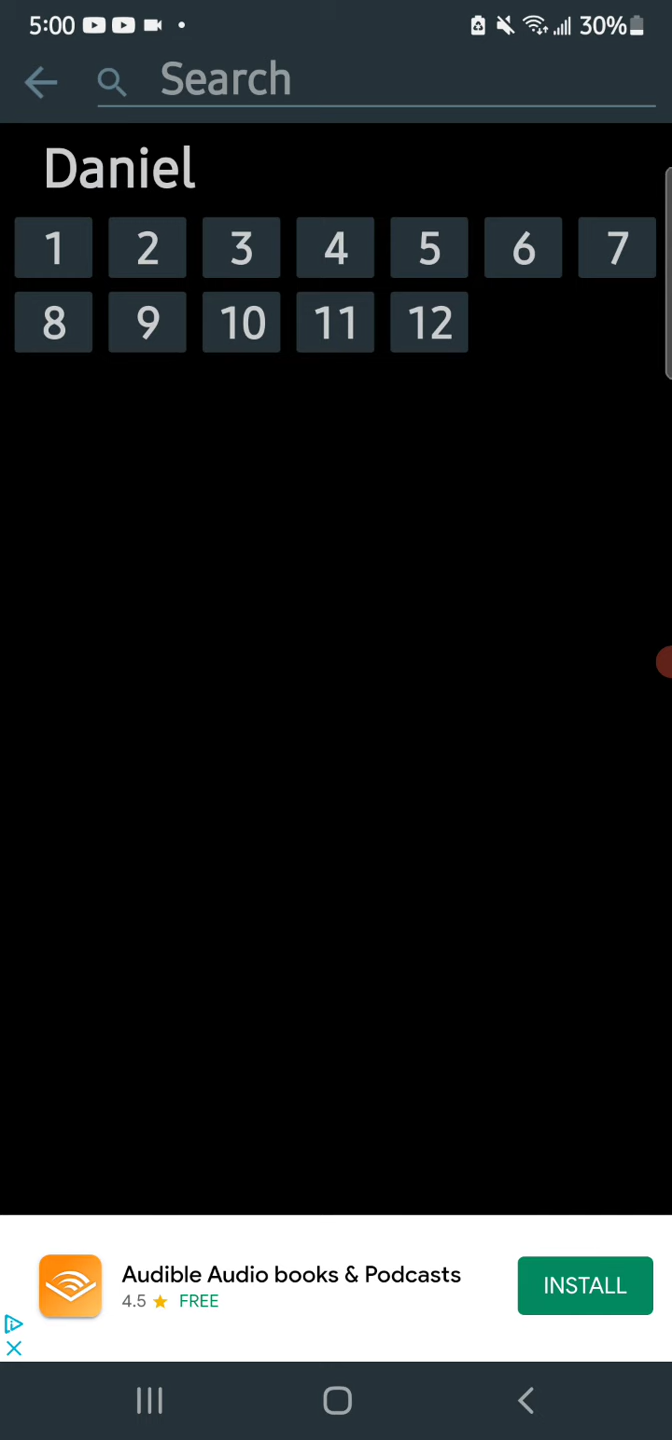 5:00 30%
Search
Daniel
1 2 3 4 5 6 7
8 9 10 11 12
Audible Audio books & Podcasts
4.5 FREE
INSTALL